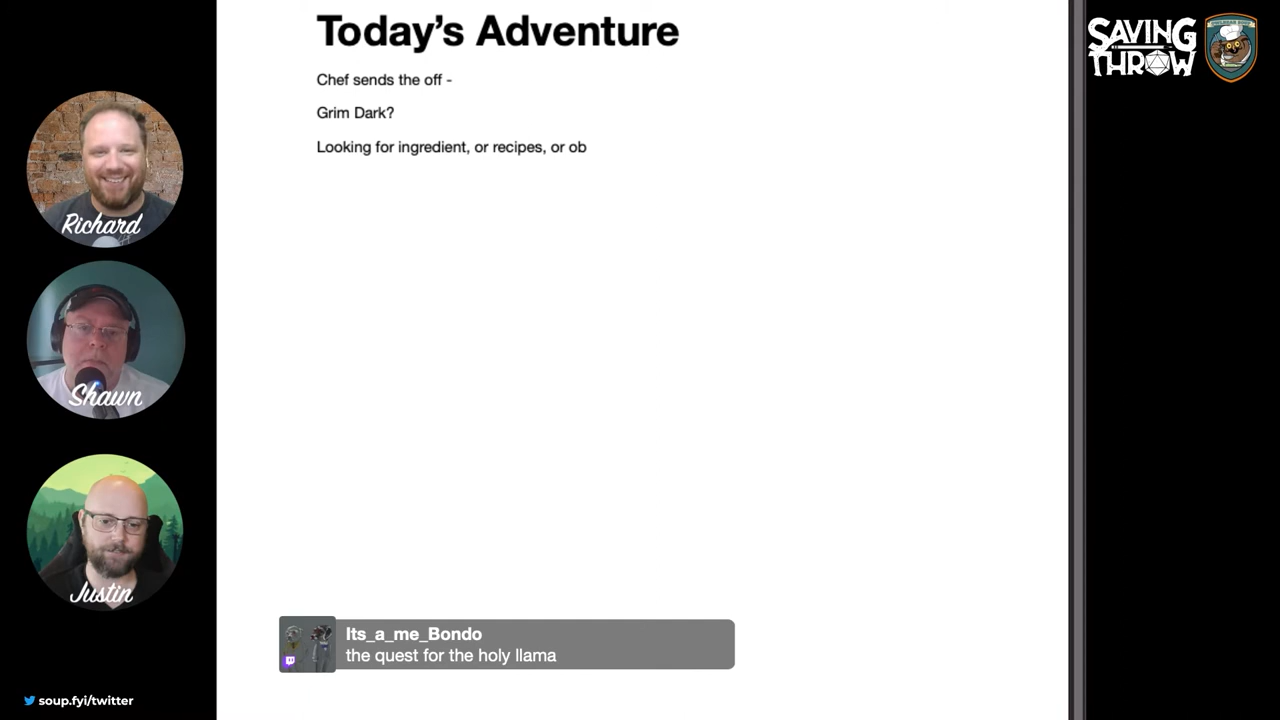 Today's Adventure
Chef sends the off -
Grim Dark?
Looking for ingredient, or recipes, or ob
SAVING
THROW
Richard
Shawn
Justin
Its_a_me_Bondo
the quest for the holy llama
soup.fyi/twitter